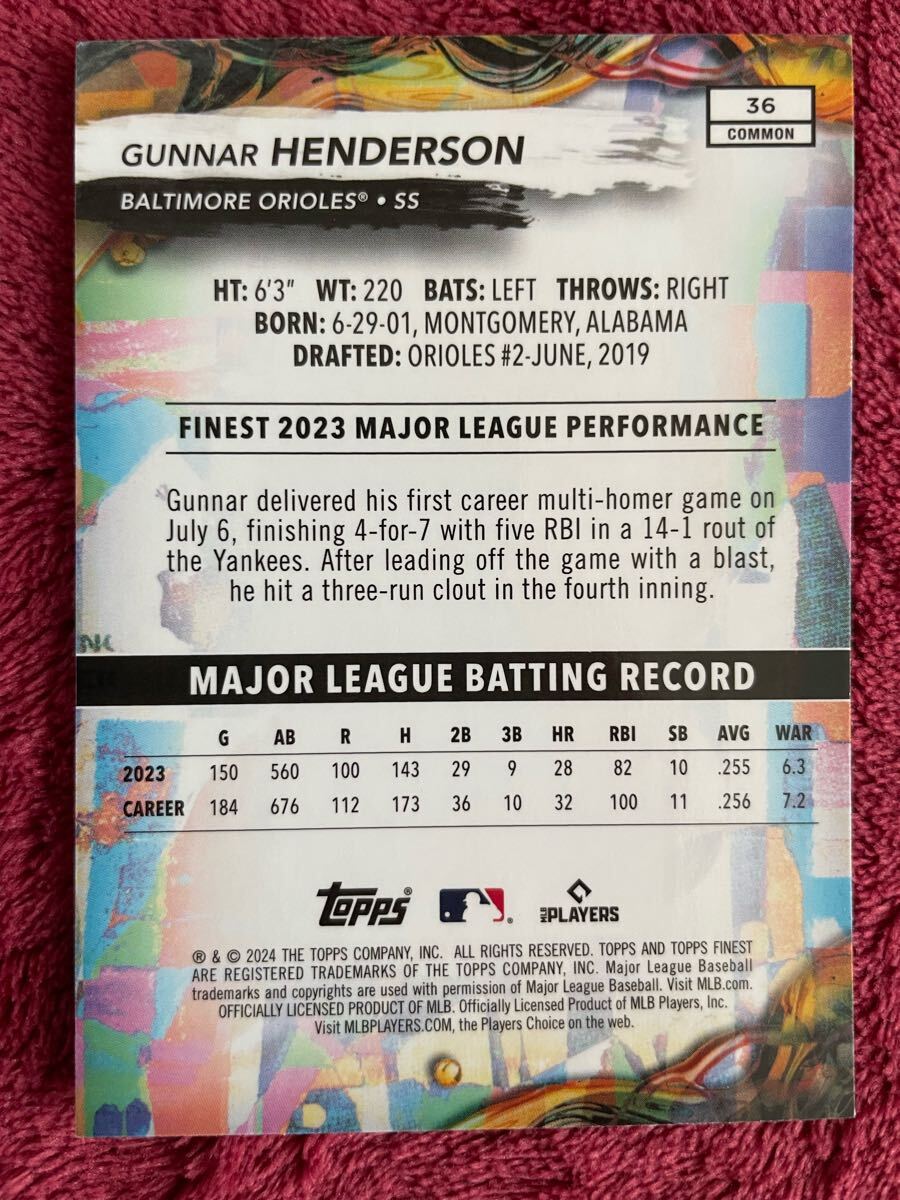 36
COMMON
GUNNAR HENDERSON
BALTIMORE ORIOLES® • SS
HT: 6'3" WT: 220 BATS: LEFT THROWS: RIGHT
BORN: 6-29-01, MONTGOMERY, ALABAMA
DRAFTED: ORIOLES #2-JUNE, 2019
FINEST 2023 MAJOR LEAGUE PERFORMANCE
Gunnar delivered his first career multi-homer game on
July 6, finishing 4-for-7 with five RBI in a 14-1 rout of
the Yankees. After leading off the game with a blast,
he hit a three-run clout in the fourth inning.
MAJOR LEAGUE BATTING RECORD
G AB R H 2B 3B HR RBI SB AVG WAR
2023 150 560 100 143 29 9 28 82 10 .255 6.3
CAREER 184 676 112 173 36 10 32 100 11 .256 7.2
Topps® ® MLB PLAYERS
® & © 2024 THE TOPPS COMPANY, INC. ALL RIGHTS RESERVED. TOPPS AND TOPPS FINEST
ARE REGISTERED TRADEMARKS OF THE TOPPS COMPANY, INC. Major League Baseball
trademarks and copyrights are used with permission of Major League Baseball. Visit MLB.com.
OFFICIALLY LICENSED PRODUCT OF MLB. Officially Licensed Product of MLB Players, Inc.
Visit MLBPLAYERS.COM, the Players Choice on the web.